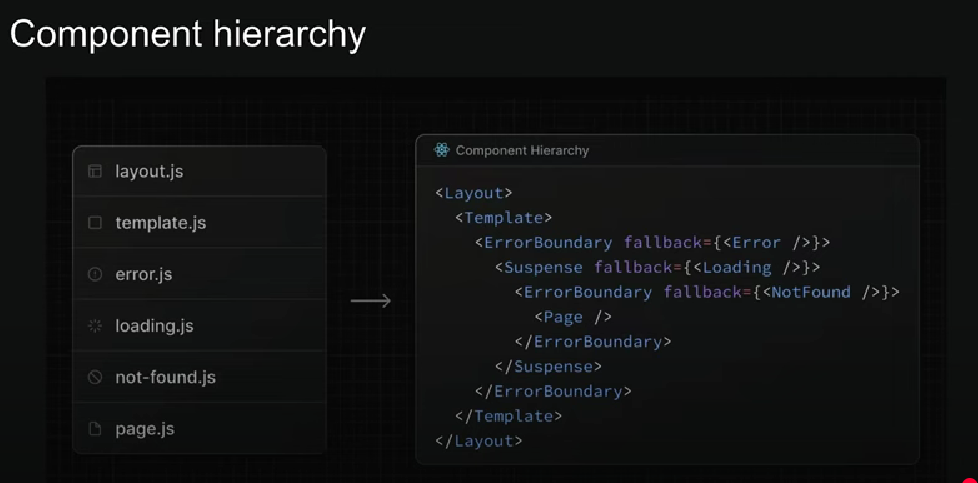 Component hierarchy
layout.js
template.js
error.js
loading.js
not-found.js
page.js
Component Hierarchy
<Layout>
<Template>
<ErrorBoundary fallback={<Error />}>
<Suspense fallback={<Loading />}>
<ErrorBoundary fallback={<NotFound />}>
<Page />
</ErrorBoundary>
</Suspense>
</ErrorBoundary>
</Template>
</Layout>